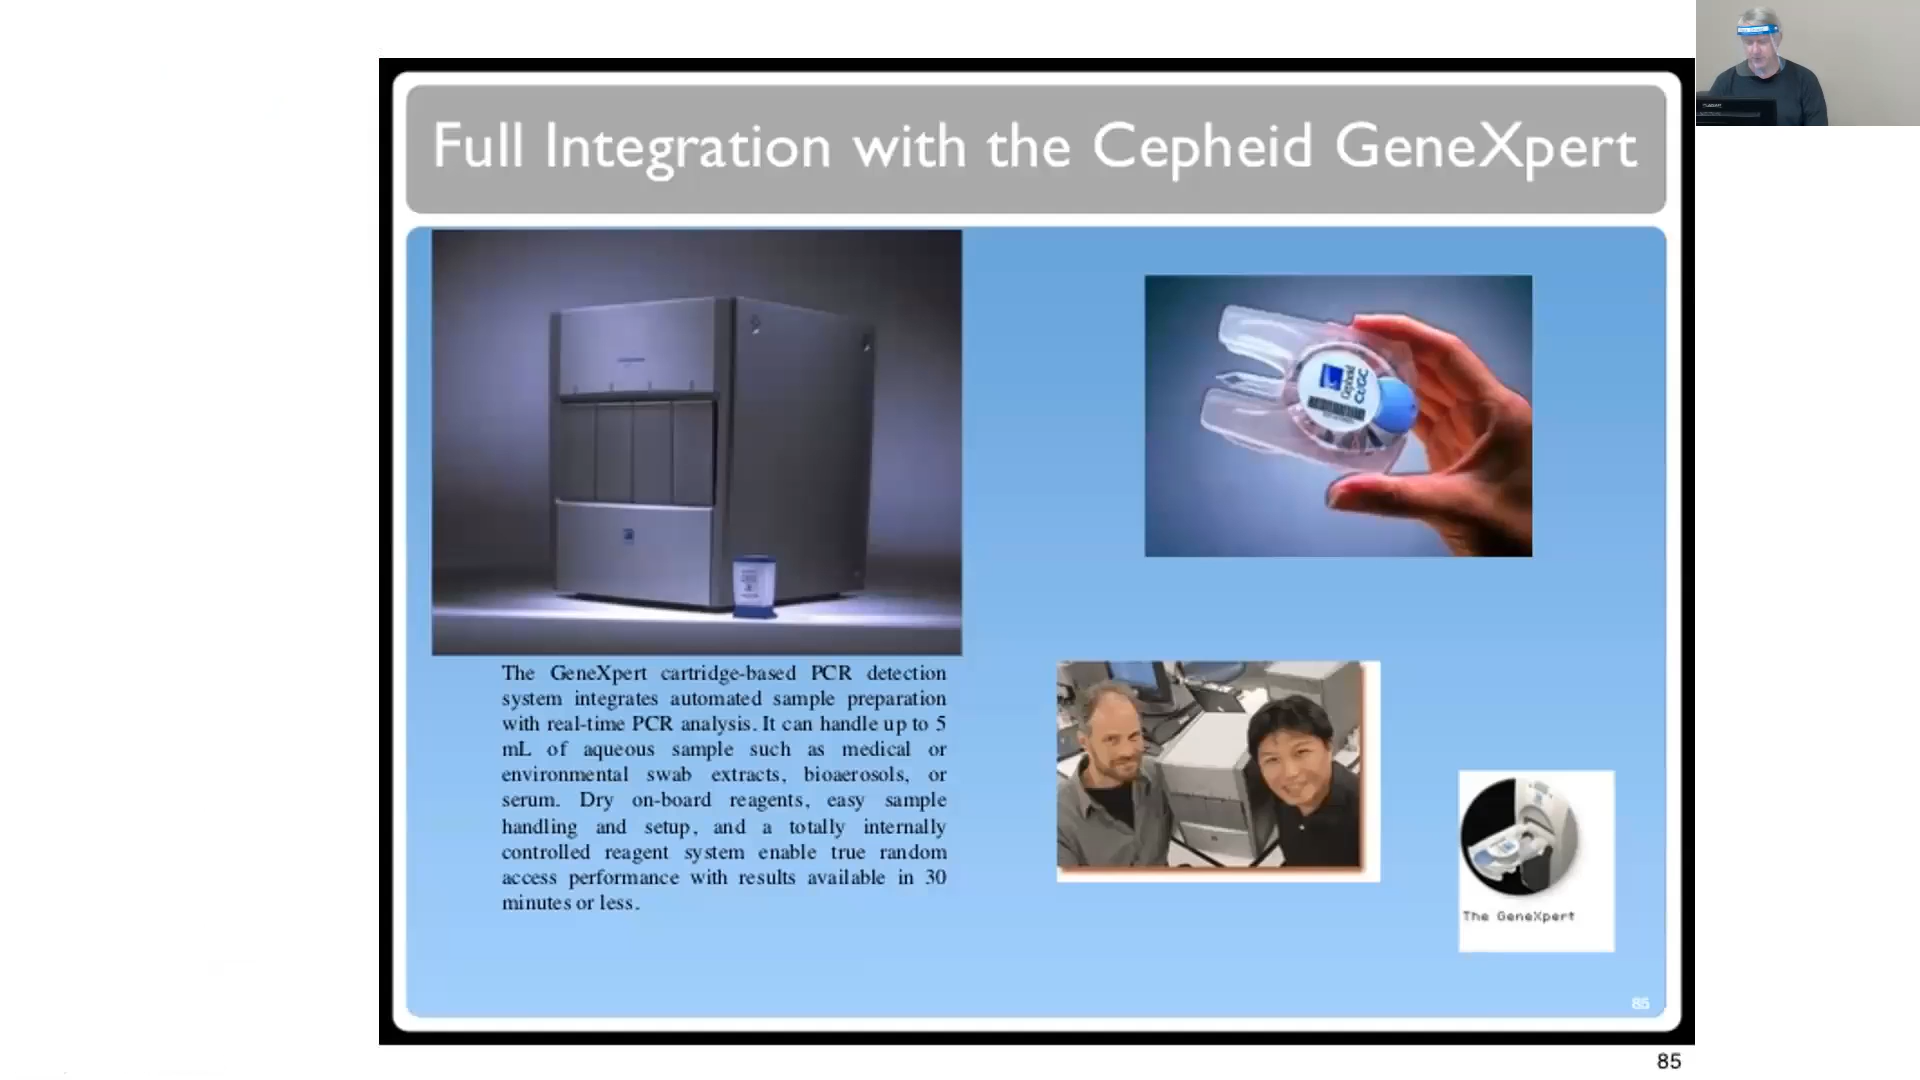 Full Integration with the Cepheid GeneXpert
Cepheid
CT/GC
The GeneXpert cartridge-based PCR detection
system integrates automated sample preparation
with real-time PCR analysis. It can handle up to 5
mL of aqueous sample such as medical or
environmental swab extracts, bioaerosols, or
serum. Dry on-board reagents, easy sample
handling and setup, and a totally internally
controlled reagent system enable true random
access performance with results available in 30
minutes or less.
The GeneXpert
85
85